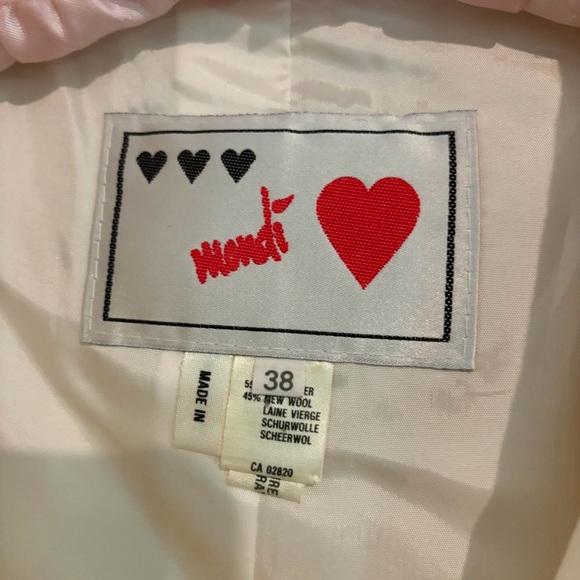 mondi
MADE IN
38
45% NEW WOOL
LAINE VIERGE
SCHURWOLLE
SCHEERWOL
CA 02820